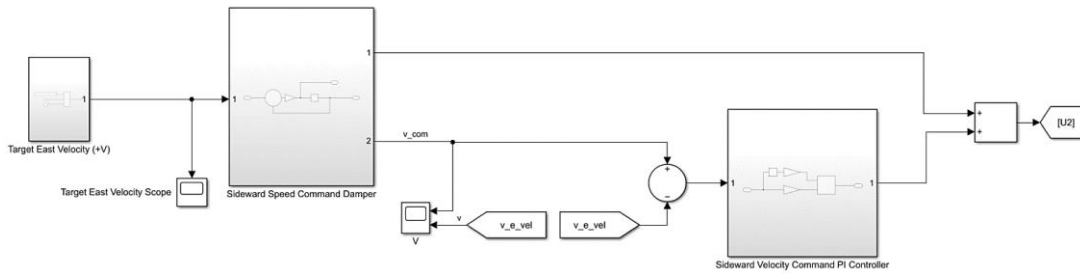 1
Target East Velocity (+V)
Target East Velocity Scope
1
1
2
Sideward Speed Command Damper
v_com
V
v
v_e_vel
v_e_vel
+
−
1
1
Sideward Velocity Command PI Controller
+
+
[U2]